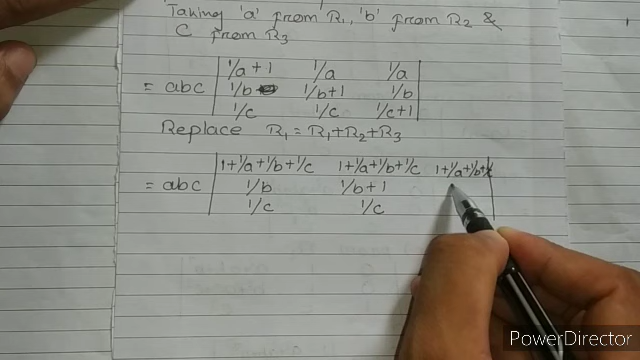 Taking 'a' from R₁, 'b' from R₂ &
C from R₃
1/a + 1 1/a 1/a
= abc 1/b 1/b+1 1/b
1/c 1/c 1/c+1
Replace R₁ = R₁+R₂+R₃
1+1/a+1/b+1/c 1+1/a+1/b+1/c 1+1/a+1/b+1/c
= abc 1/b 1/b+1
1/c 1/c
PowerDirector